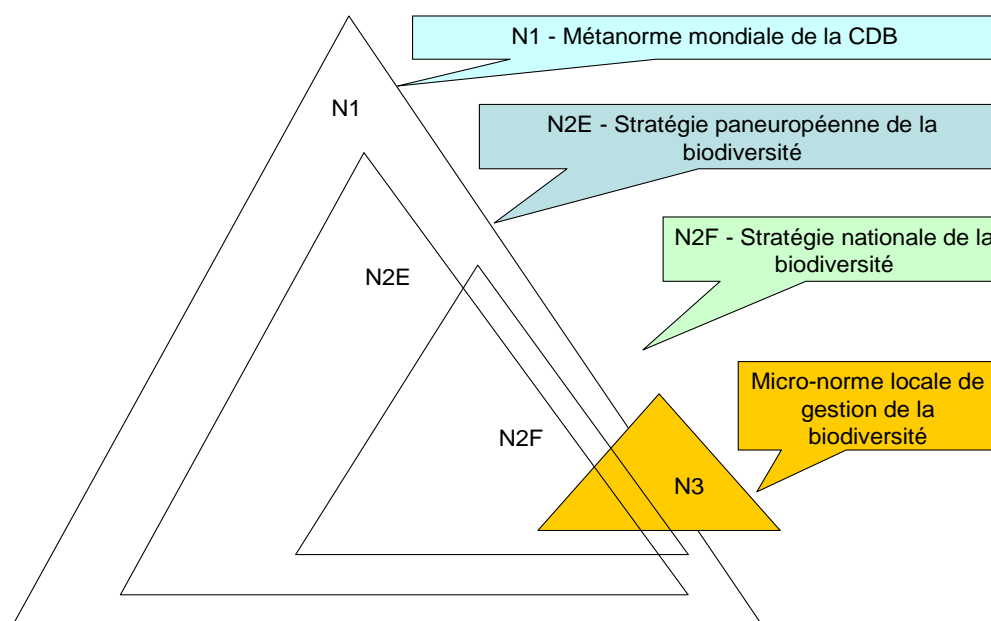 N1 - Métanorme mondiale de la CDB
N1
N2E - Stratégie paneuropéenne de la
biodiversité
N2F - Stratégie nationale de la
biodiversité
N2E
Micro-norme locale de
gestion de la
biodiversité
N2F
N3